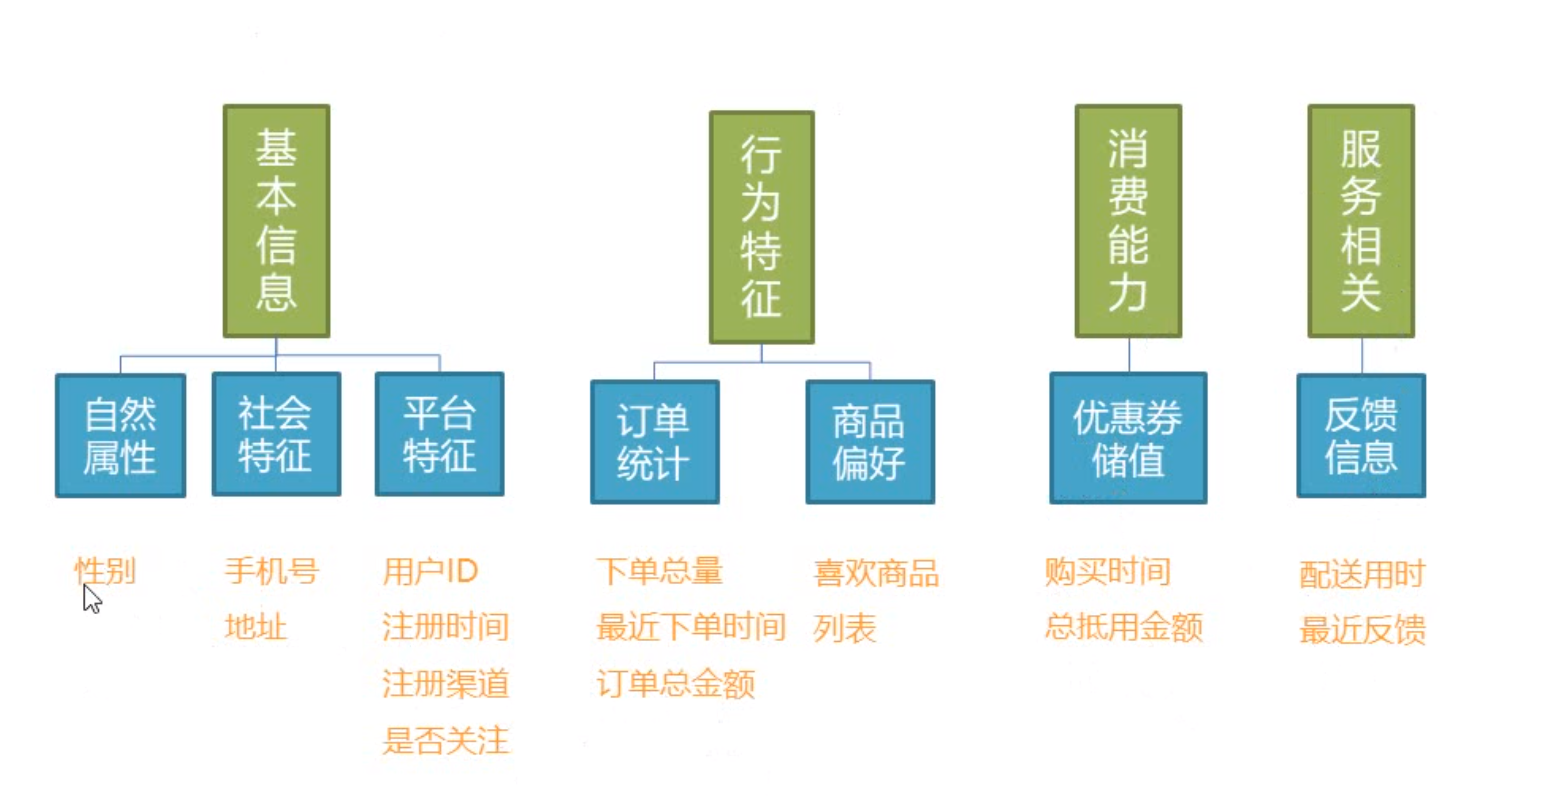 基本信息
行为特征
消费能力
服务相关
自然
属性
社会
特征
平台
特征
订单
统计
商品
偏好
优惠券
储值
反馈
信息
性别
手机号
地址
用户ID
注册时间
注册渠道
是否关注
下单总量
最近下单时间
订单总金额
喜欢商品
列表
购买时间
总抵用金额
配送用时
最近反馈